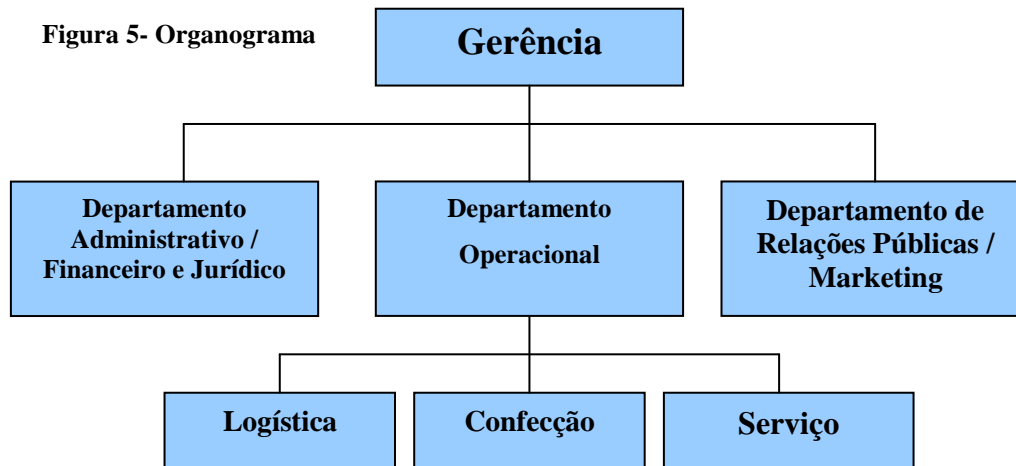 Figura 5- Organograma
Gerência
Departamento
Administrativo /
Financeiro e Jurídico
Departamento
Operacional
Departamento de
Relações Públicas /
Marketing
Logística
Confecção
Serviço